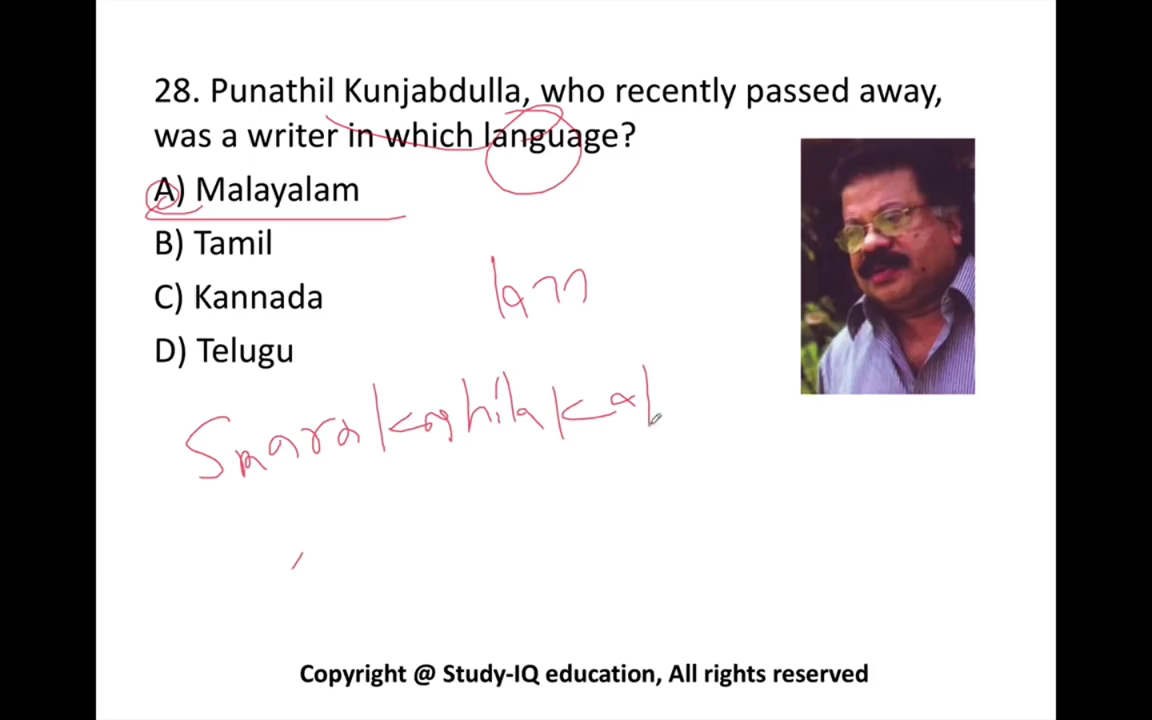 28. Punathil Kunjabdulla, who recently passed away,
was a writer in which language?
A) Malayalam
B) Tamil
C) Kannada
D) Telugu
1977
Copyright @ Study-IQ education, All rights reserved